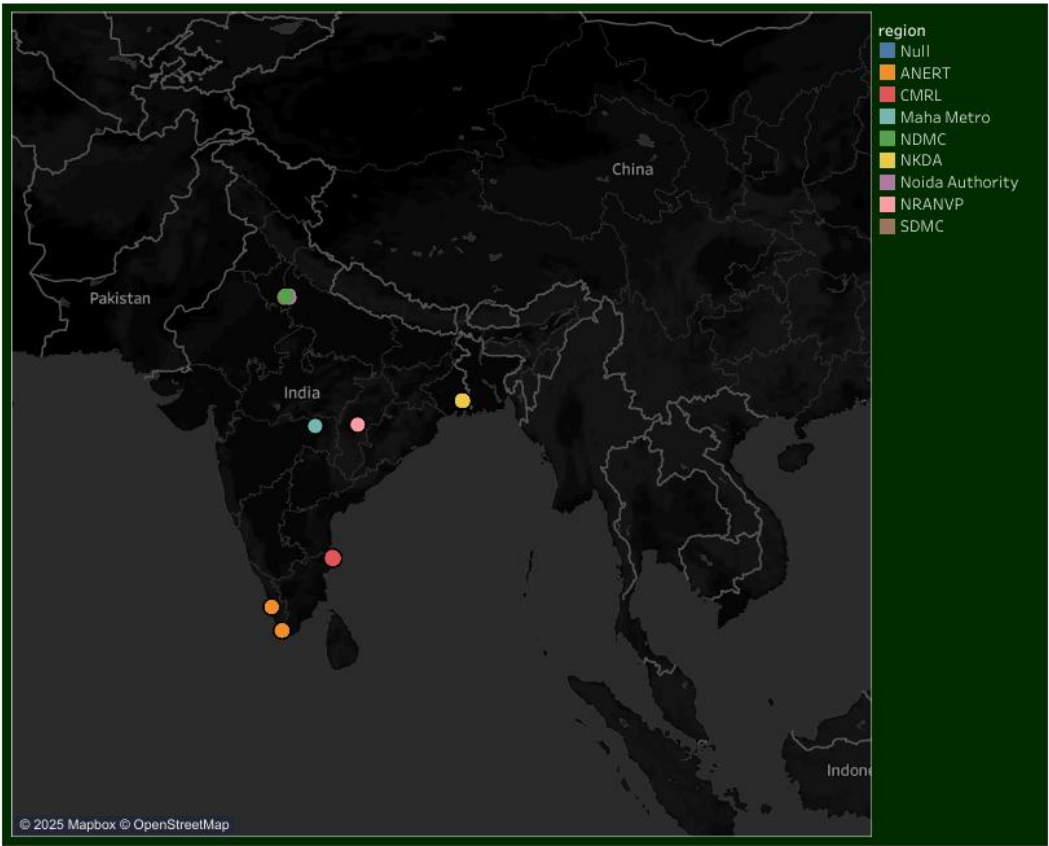 region
Null
ANERT
CMRL
Maha Metro
NDMC
NKDA
Noida Authority
NRANVP
SDMC
China
Pakistan
India
Indone
© 2025 Mapbox © OpenStreetMap